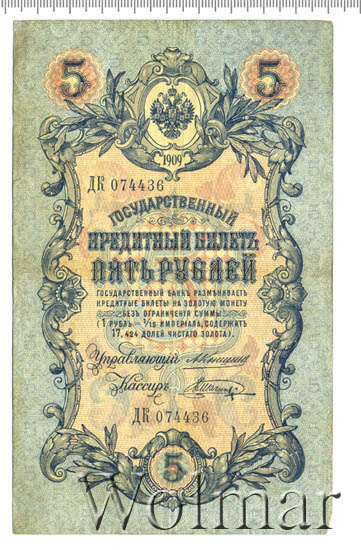 5 5
1909
ДК 074436
ГОСУДАРСТВЕННЫЙ
КРЕДИТНЫЙ БИЛЕТЪ
ПЯТЬ РУБЛЕЙ
ГОСУДАРСТВЕННЫЙ БАНКЪ РАЗМѢНИВАЕТЪ
КРЕДИТНЫЕ БИЛЕТЫ НА ЗОЛОТУЮ МОНЕТУ
БЕЗЪ ОГРАНИЧЕНІЯ СУММЫ
(1 РУБЛЬ = 1/15 ИМПЕРІАЛА, СОДЕРЖИТЪ
17,424 ДОЛЕЙ ЧИСТАГО ЗОЛОТА).
Управляющій
Кассиръ
ДК 074436
5
Wolmar